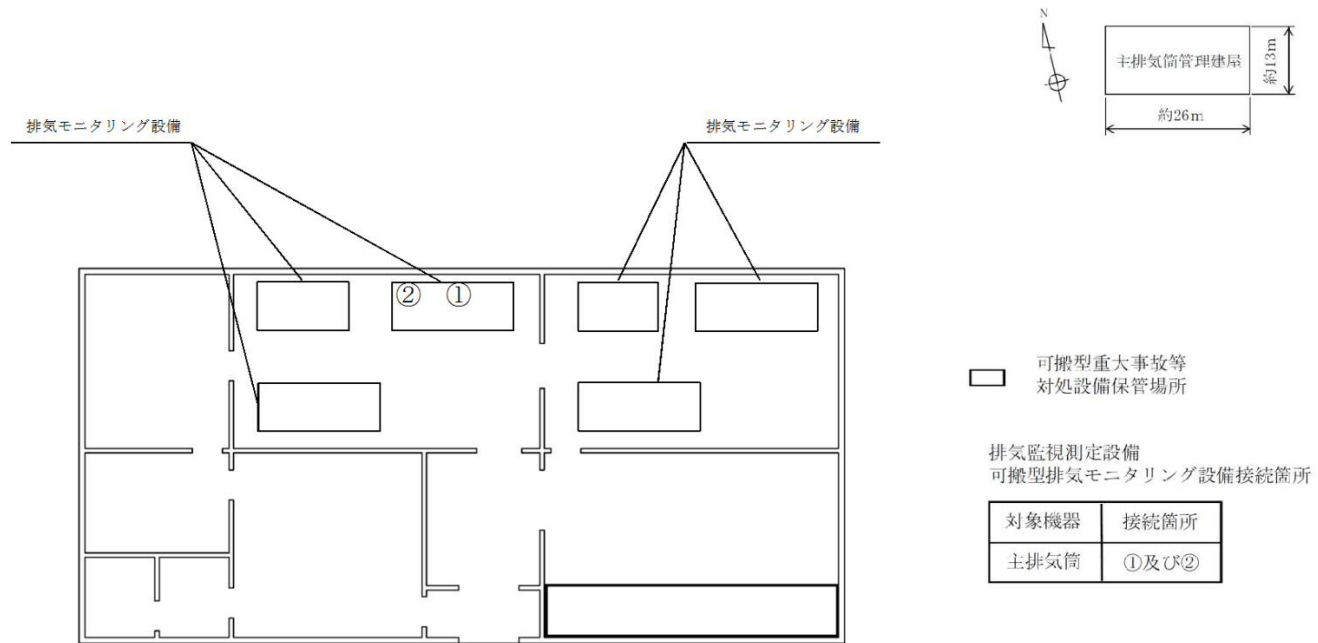 N
主排気筒管理建屋
約13m
約26m
排気モニタリング設備
排気モニタリング設備
②
①
可搬型重大事故等
対処設備保管場所
排気監視測定設備
可搬型排気モニタリング設備接続箇所
対象機器
接続箇所
主排気筒
①及び②